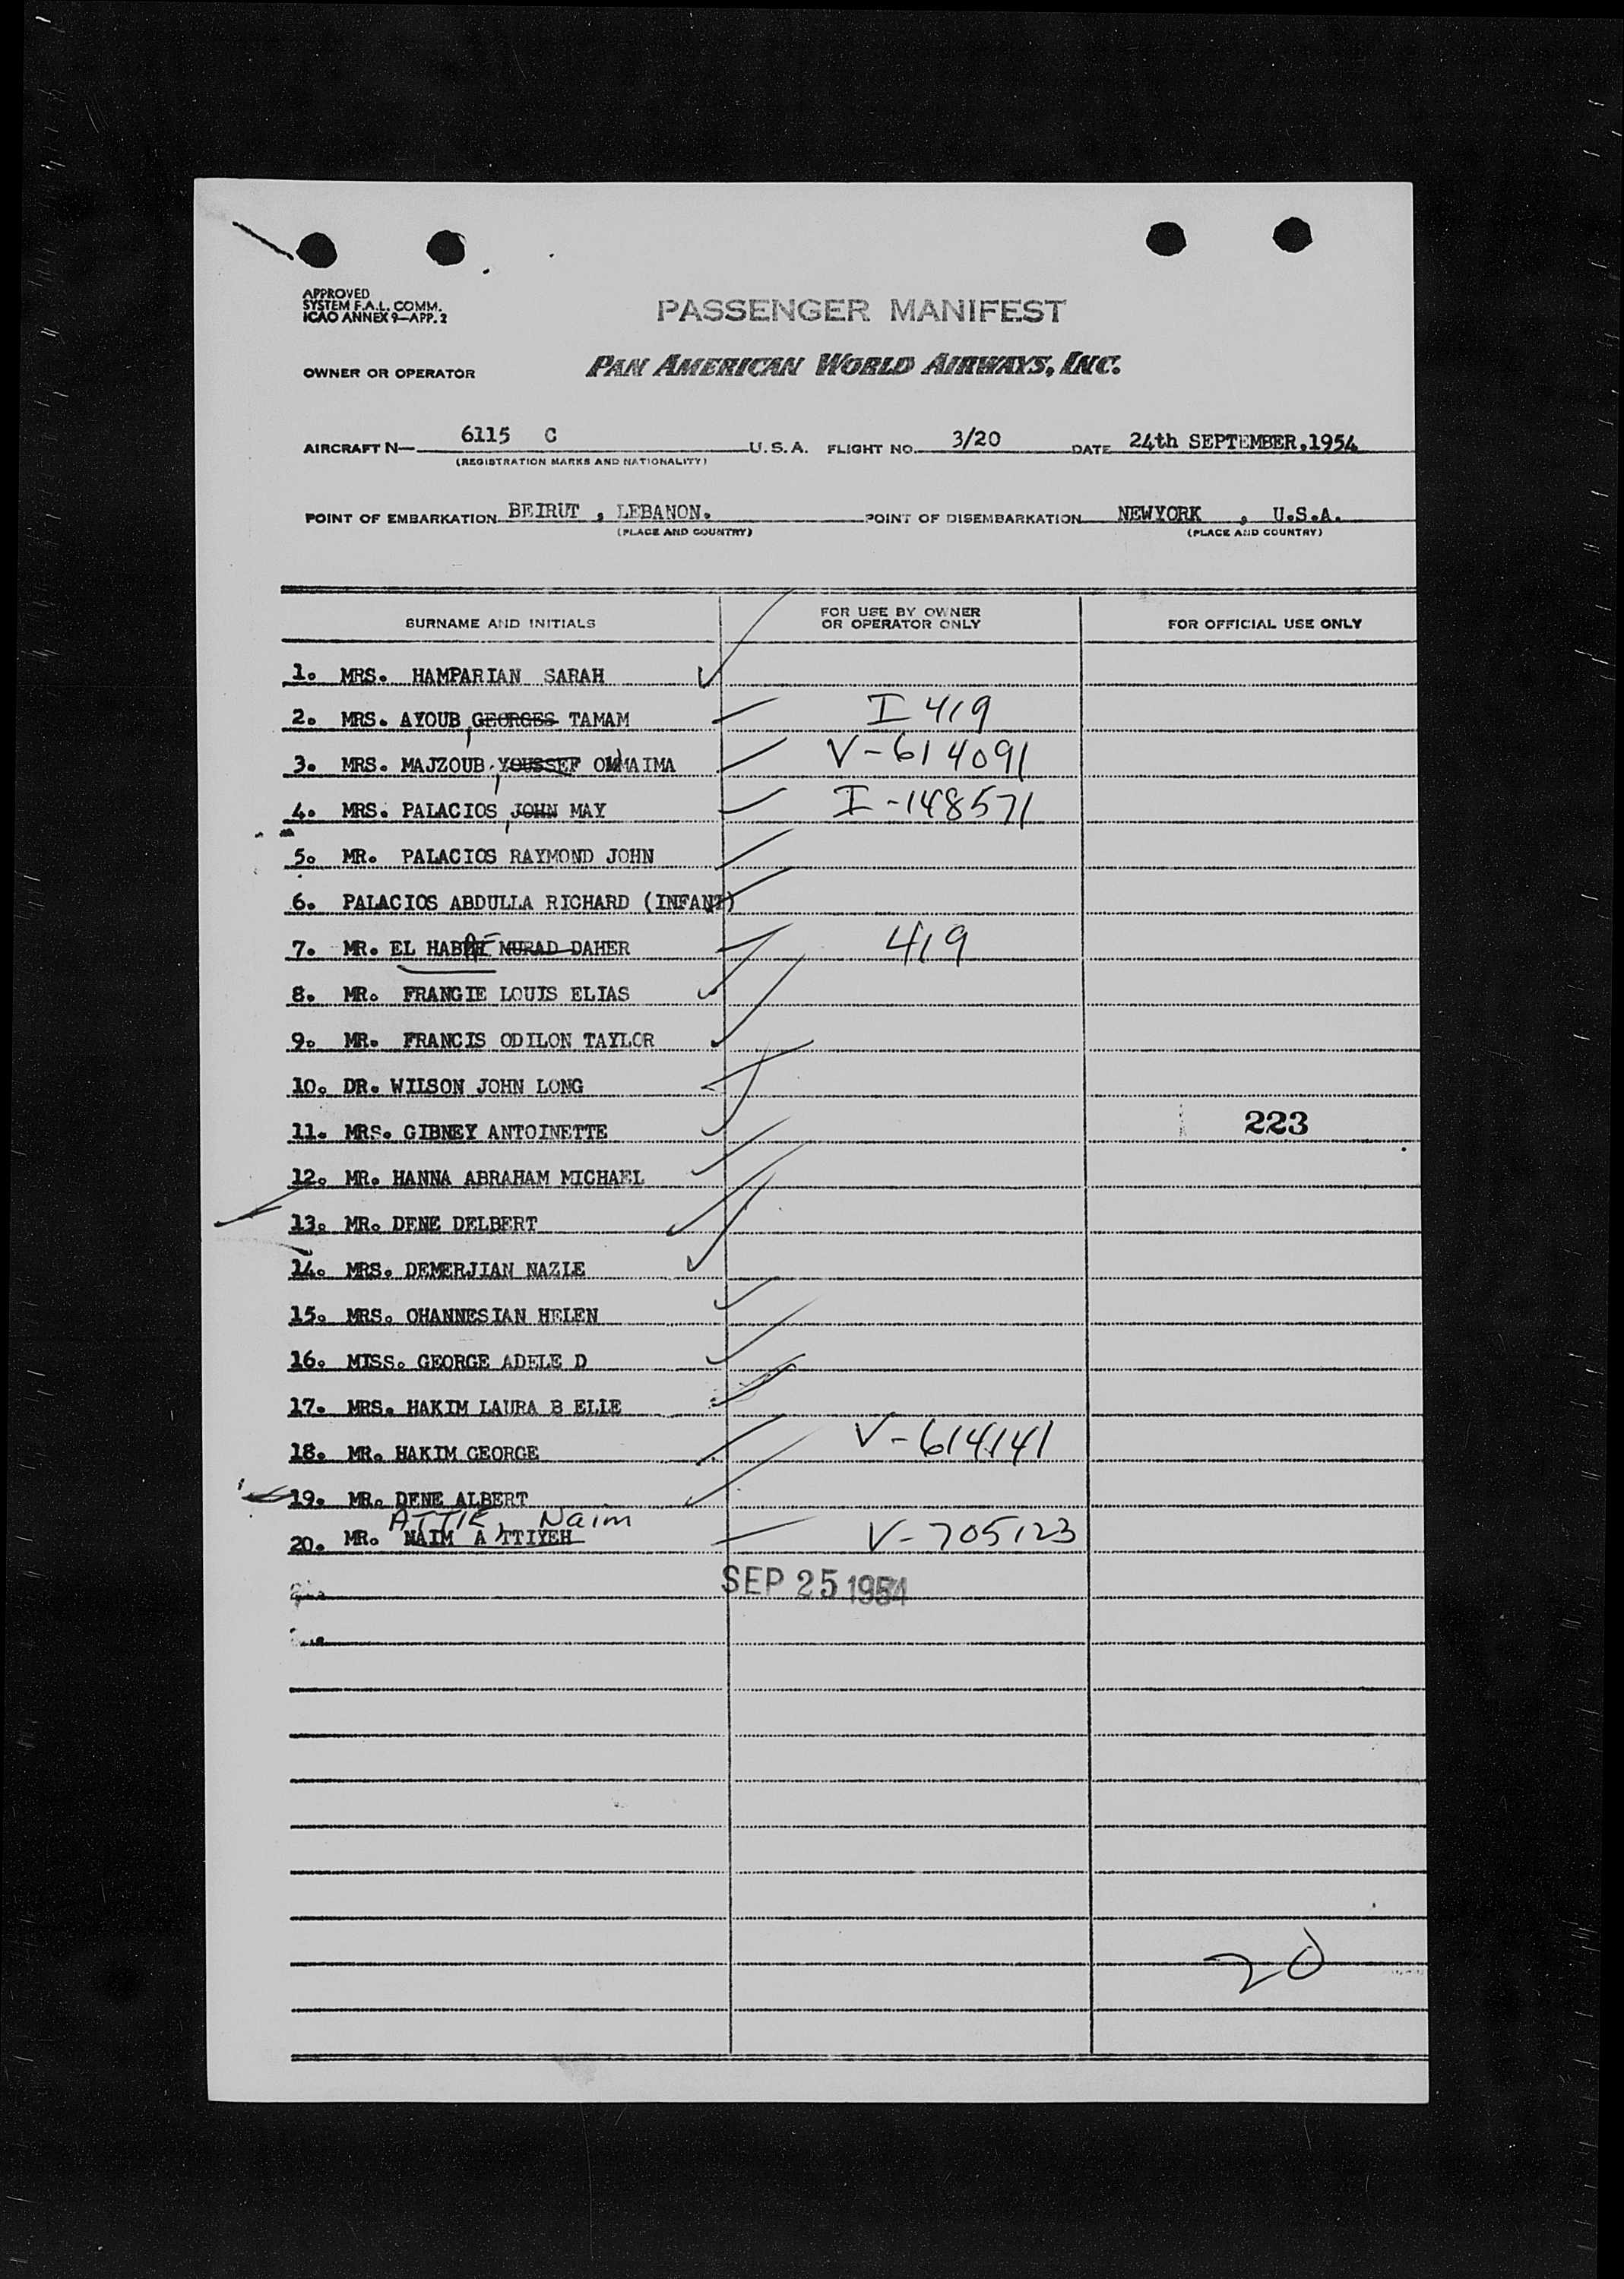 APPROVED
SYSTEM F.A.L. COMM.
ICAO ANNEX 9—APP. 2
PASSENGER MANIFEST
OWNER OR OPERATOR PAN AMERICAN WORLD AIRWAYS, INC.
AIRCRAFT N— 6115 C U.S.A. FLIGHT NO. 3/20 DATE 24th SEPTEMBER.1954
(REGISTRATION MARKS AND NATIONALITY)
POINT OF EMBARKATION BEIRUT , LEBANON. POINT OF DISEMBARKATION NEWYORK , U.S.A.
(PLACE AND COUNTRY) (PLACE AND COUNTRY)
SURNAME AND INITIALS FOR USE BY OWNER OR OPERATOR ONLY FOR OFFICIAL USE ONLY
1. MRS. HAMPARIAN SARAH
2. MRS. AYOUB, GEORGES TAMAM I 419
3. MRS. MAJZOUB, YOUSSEF OMMAIMA V-614091
4. MRS. PALACIOS, JOHN MAY I-148571
5. MR. PALACIOS RAYMOND JOHN
6. PALACIOS ABDULLA RICHARD (INFANT)
7. MR. EL MURAD DAHER 419
8. MR. FRANGIE LOUIS ELIAS
9. MR. FRANCIS ODILON TAYLOR
10. DR. WILSON JOHN LONG
11. MRS. GIBNEY ANTOINETTE 223
12. MR. HANNA ABRAHAM MICHAEL
13. MR. DENE DELBERT
14. MRS. DEMERJIAN NAZLE
15. MRS. OHANNESIAN HELEN
16. MISS. GEORGE ADELE D
17. MRS. HAKIM LAURA B ELIE
18. MR. HAKIM GEORGE V-614141
19. MR. DENE ALBERT
ATTIE, Naim
20. MR. NAIM A TTIYEH V-705123
SEP 25 1954
20